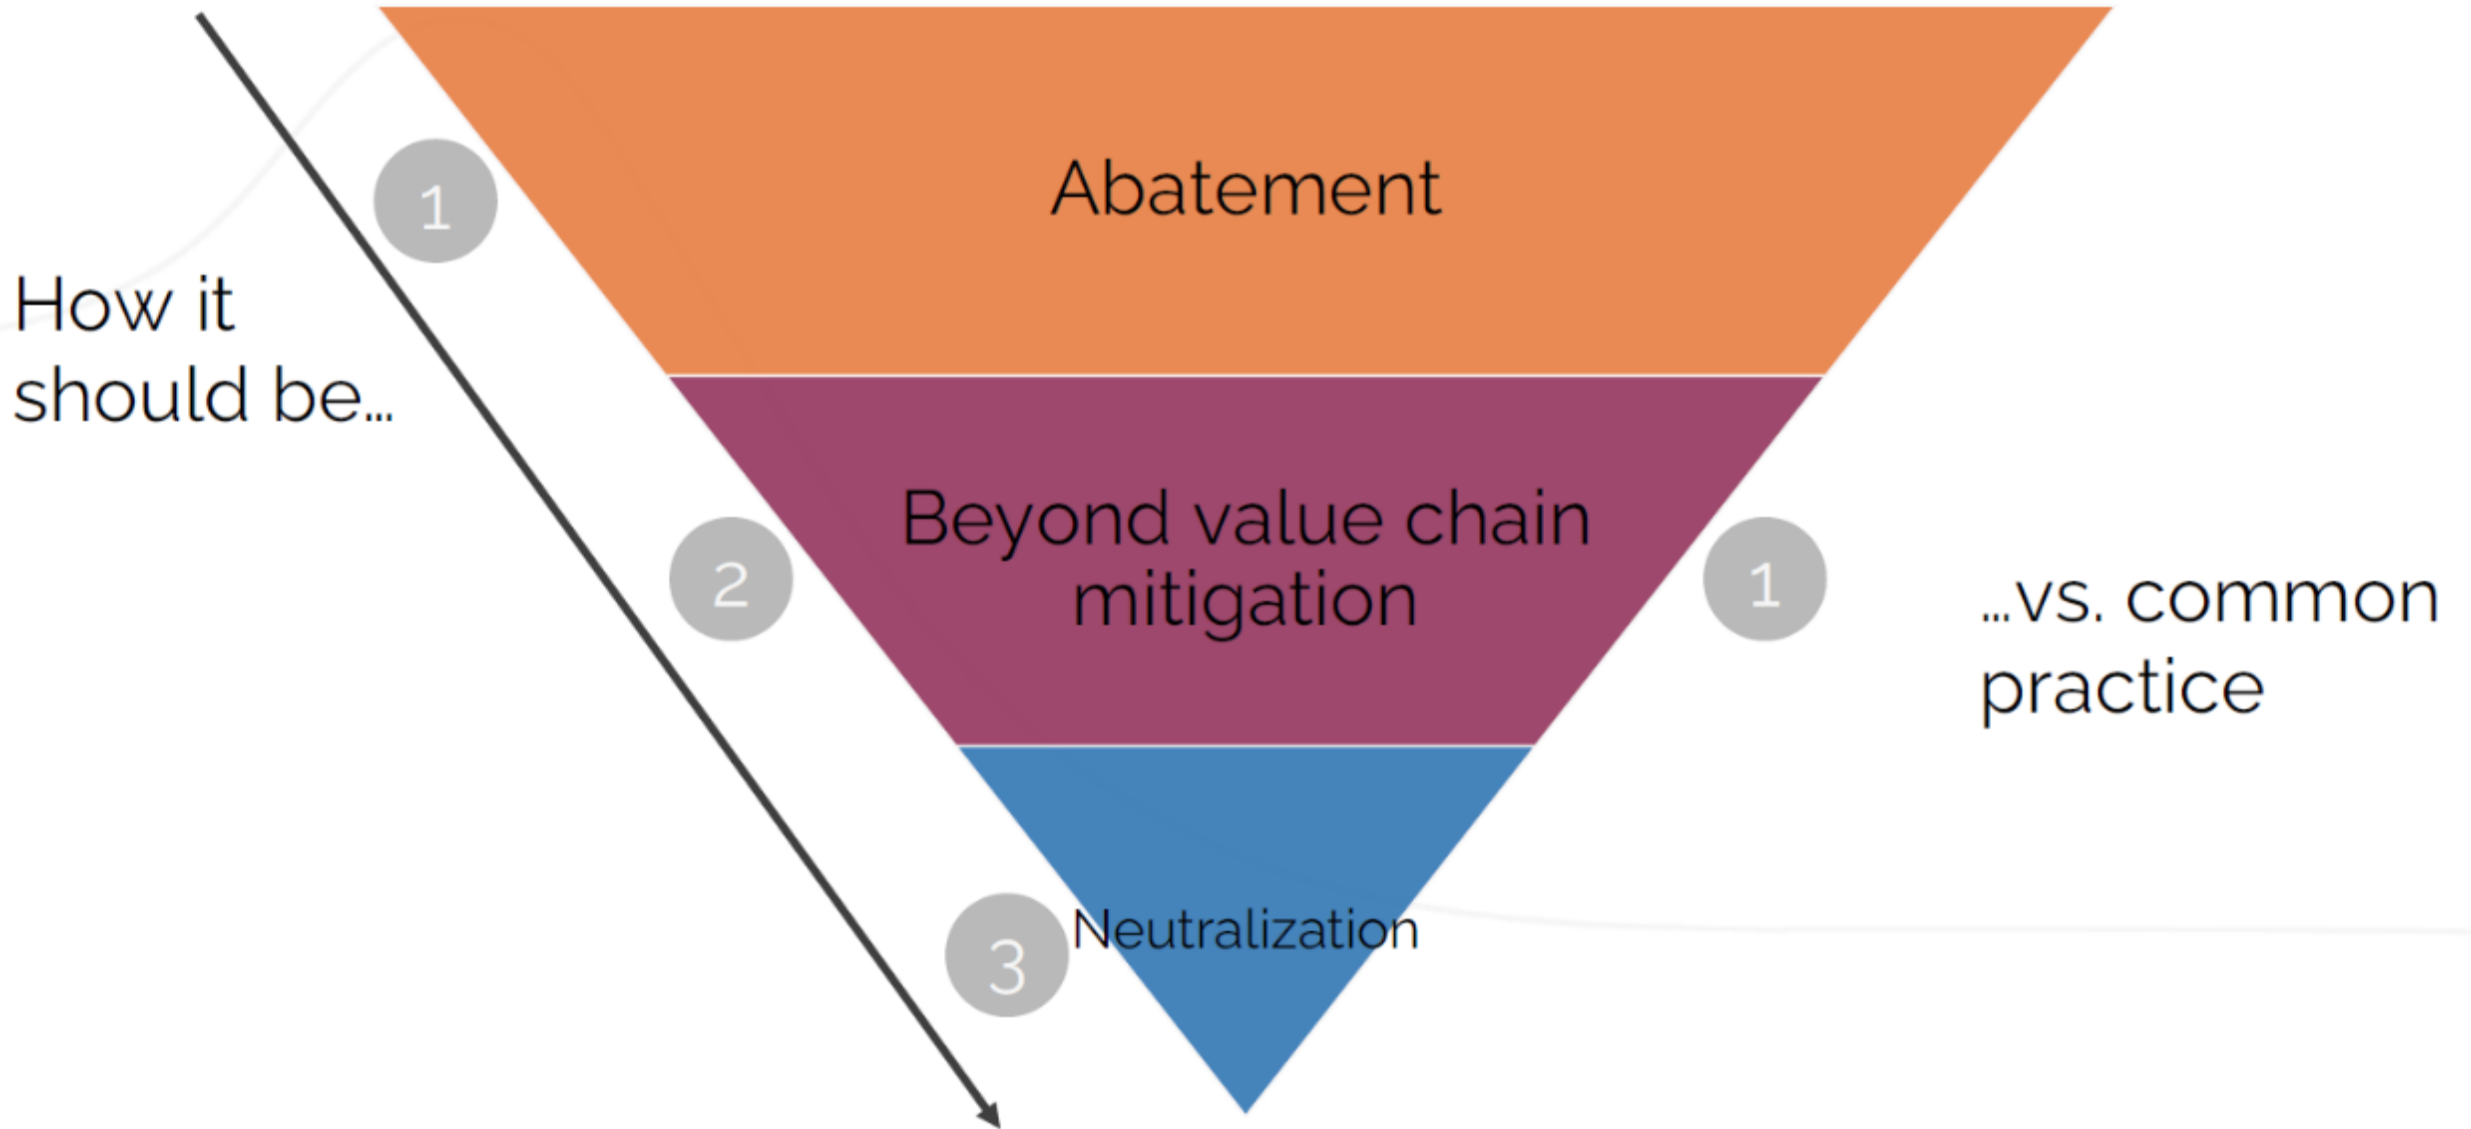 Abatement
1
How it
should be…
Beyond value chain
mitigation
2
1
…vs. common
practice
Neutralization
3